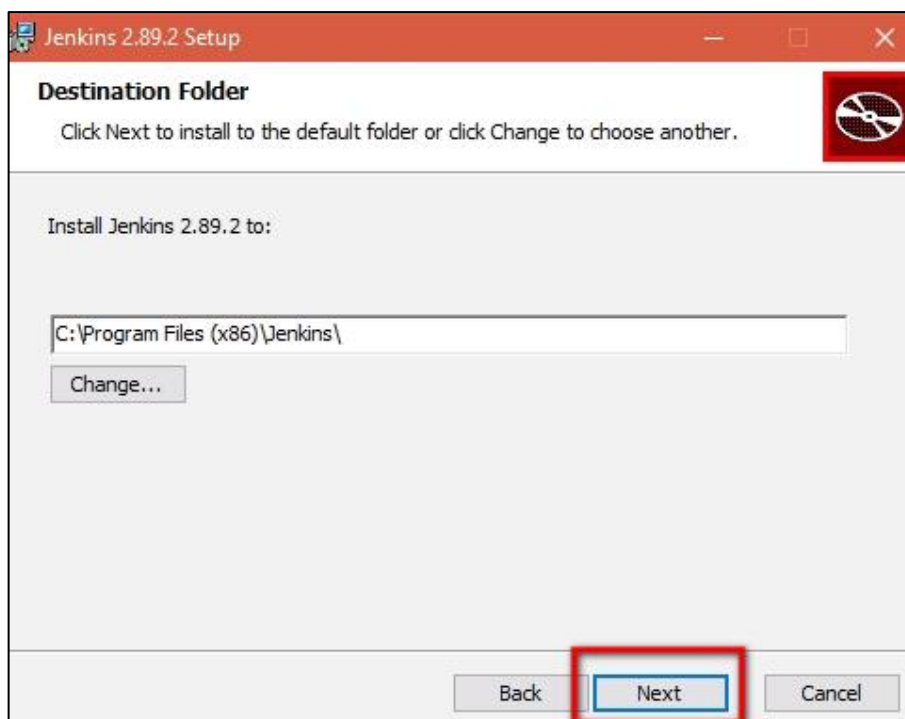 Jenkins 2.89.2 Setup
Destination Folder
Click Next to install to the default folder or click Change to choose another.
Install Jenkins 2.89.2 to:
C:\Program Files (x86)\Jenkins\
Change...
Back Next Cancel